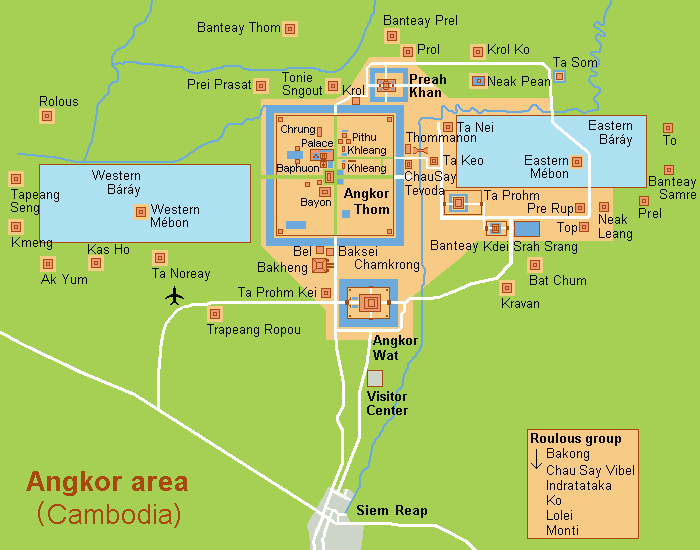 Banteay Prel
Banteay Thom
Prol
Krol Ko
Ta Som
Prei Prasat
Tonie
Sngout
Krol
Preah
Khan
Neak Pean
Rolous
Chrung
Palace
Pithu
Khleang
Baphuon
Khleang
Bayon
Angkor
Thom
Thommanon
Ta Nei
Ta Keo
ChauSay
Tevoda
Eastern
Báráy
Eastern
Mébon
To
Banteay
Samre
Western
Báráy
Western
Mébon
Tapeang
Seng
Kmeng
Ta Prohm
Pre Rup
Prel
Neak
Leang
Top
Banteay Kdei
Srah Srang
Kas Ho
Ak Yum
Ta Noreay
Bel
Baksei
Chamkrong
Bakheng
Bat Chum
Kravan
Ta Prohm Kei
Trapeang Ropou
Angkor
Wat
Visitor
Center
Roulous group
Bakong
Chau Say Vibel
Indratataka
Ko
Lolei
Monti
Angkor area
(Cambodia)
Siem Reap